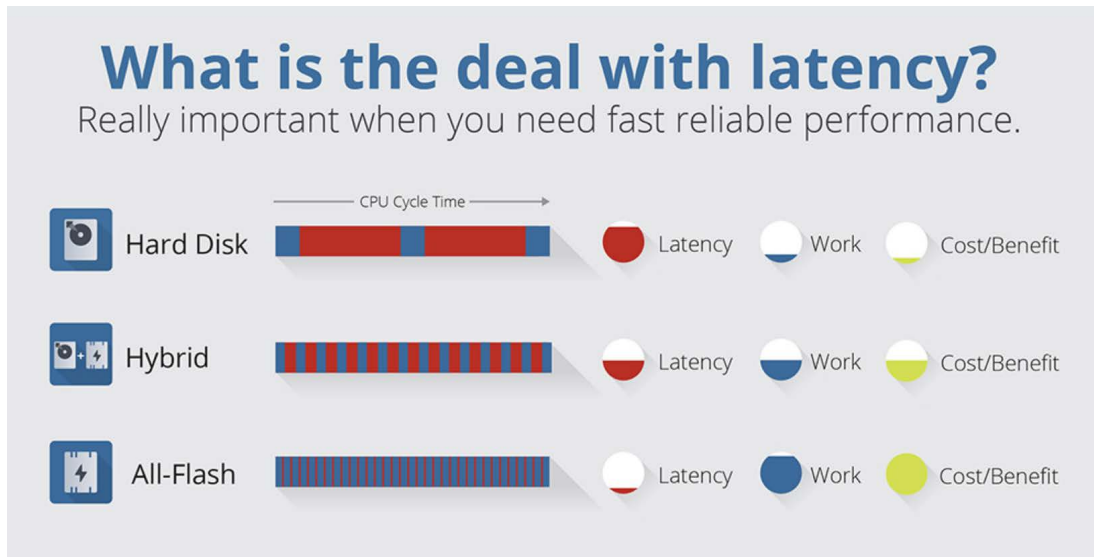 What is the deal with latency?
Really important when you need fast reliable performance.
CPU Cycle Time
Hard Disk
Latency
Work
Cost/Benefit
Hybrid
Latency
Work
Cost/Benefit
All-Flash
Latency
Work
Cost/Benefit